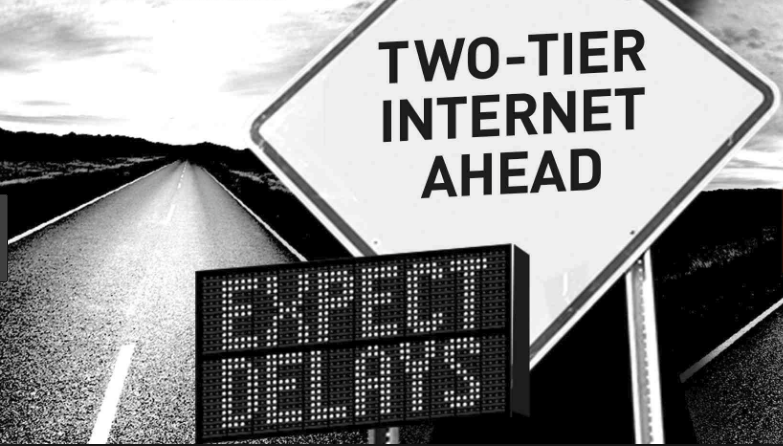 TWO-TIER
INTERNET
AHEAD
EXPECT
DELAYS